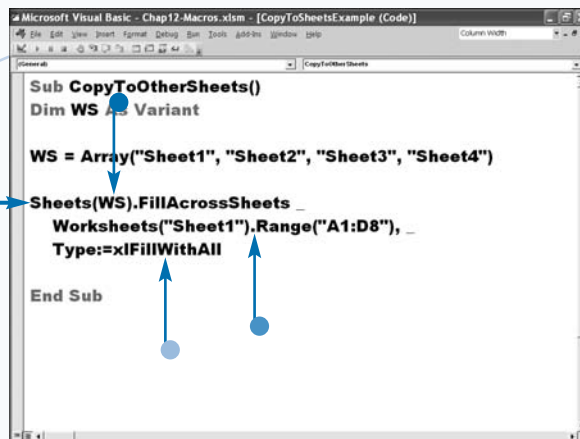 Microsoft Visual Basic - Chap12-Macros.xlsm - [CopyToSheetsExample (Code)]
File Edit View Insert Format Debug Run Tools Add-Ins Window Help
Column Width
(General)
CopyToOtherSheets
Sub CopyToOtherSheets()
Dim WS As Variant
WS = Array("Sheet1", "Sheet2", "Sheet3", "Sheet4")
Sheets(WS).FillAcrossSheets _
Worksheets("Sheet1").Range("A1:D8"), _
Type:=xlFillWithAll
End Sub